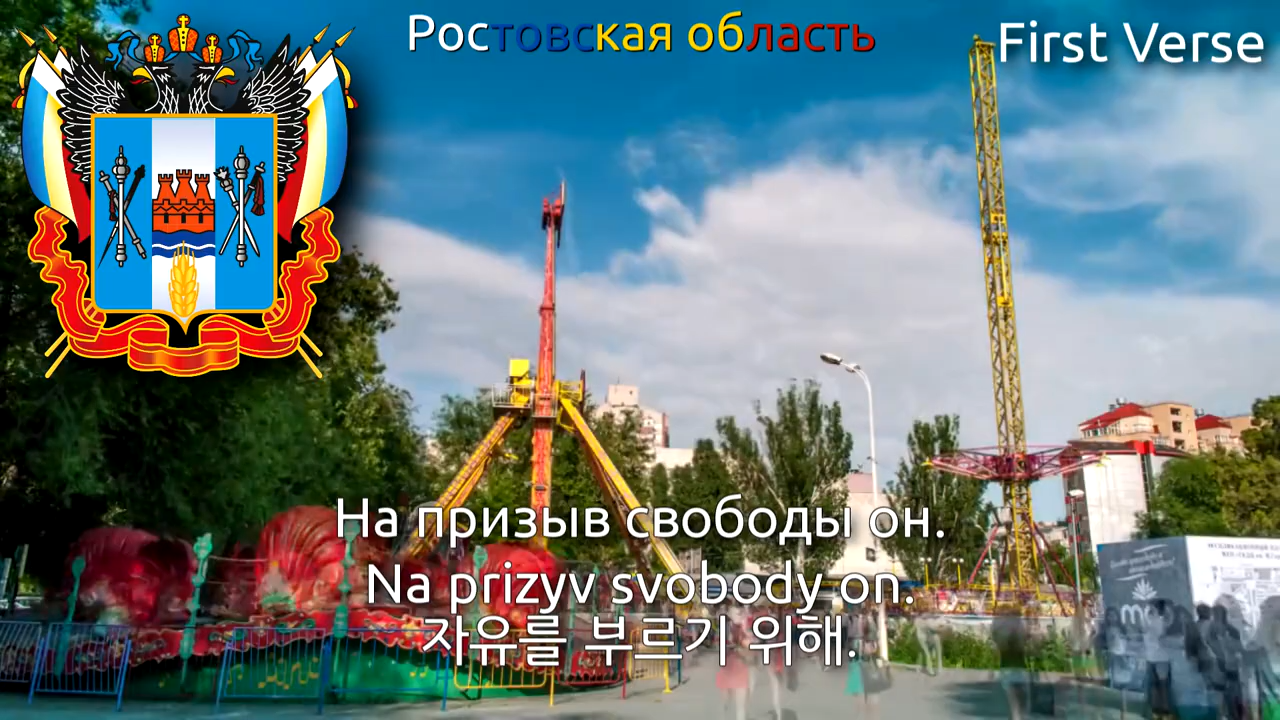 Ростовская область
First Verse
На призыв свободы он.
Na prizyv svobody on.
자유를 부르기 위해.